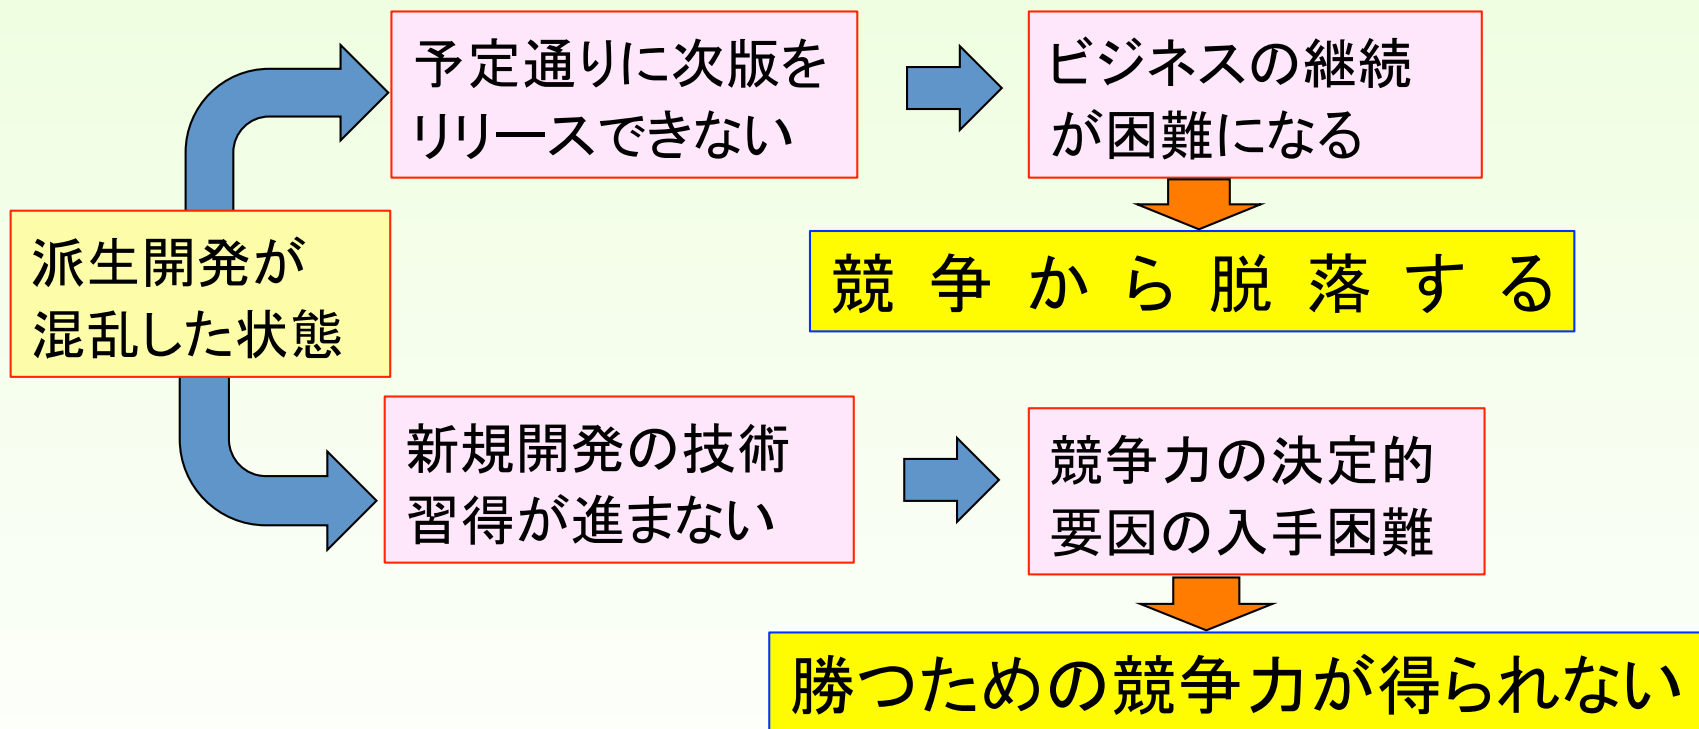 予定通りに次版を
リリースできない
ビジネスの継続
が困難になる
派生開発が
混乱した状態
競争から脱落する
新規開発の技術
習得が進まない
競争力の決定的
要因の入手困難
勝つための競争力が得られない